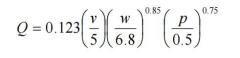 Q = 0.123 (v/5) (w/6.8)^0.85 (p/0.5)^0.75